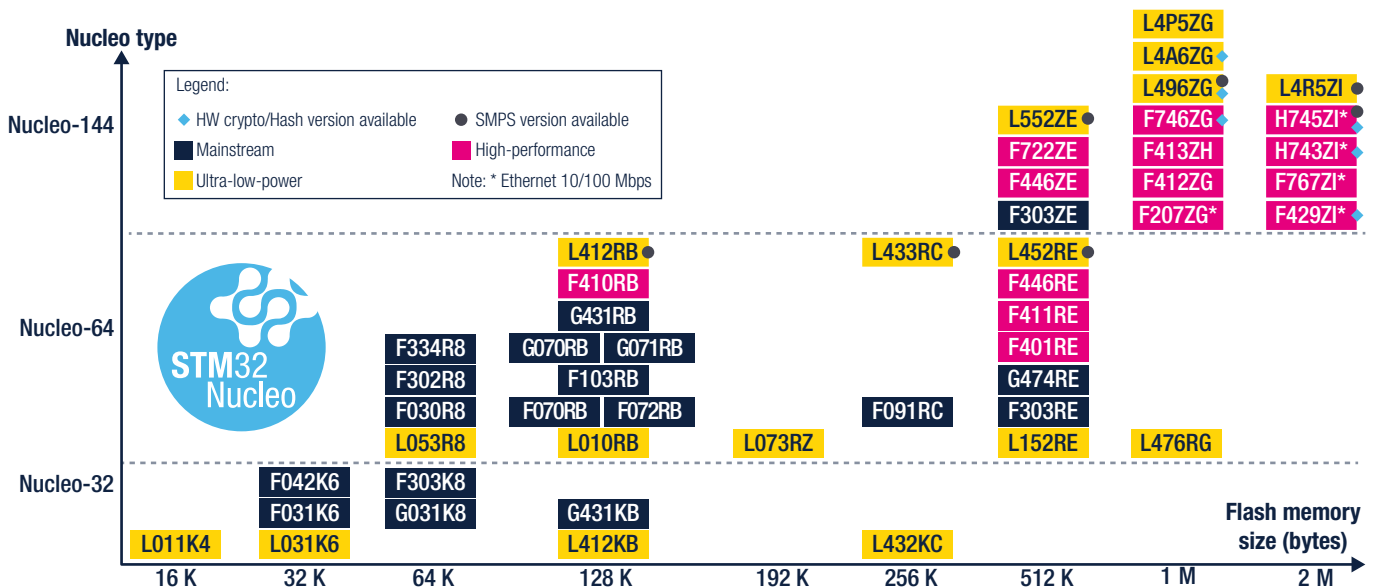 Nucleo type
Legend:
HW crypto/Hash version available
SMPS version available
Mainstream
High-performance
Ultra-low-power
Note: * Ethernet 10/100 Mbps
Nucleo-144
L4P5ZG
L4A6ZG
L496ZG L4R5ZI
L552ZE F746ZG H745ZI*
F722ZE F413ZH H743ZI*
F446ZE F412ZG F767ZI*
F303ZE F207ZG* F429ZI*
Nucleo-64
STM32
Nucleo
L412RB L433RC L452RE
F410RB F446RE
G431RB F411RE
F334R8 G070RB G071RB F401RE
F302R8 F103RB G474RE
F030R8 F070RB F072RB F091RC F303RE
L053R8 L010RB L073RZ L152RE L476RG
Nucleo-32
F042K6 F303K8
F031K6 G031K8 G431KB
L011K4 L031K6 L412KB L432KC
Flash memory
size (bytes)
16 K 32 K 64 K 128 K 192 K 256 K 512 K 1 M 2 M